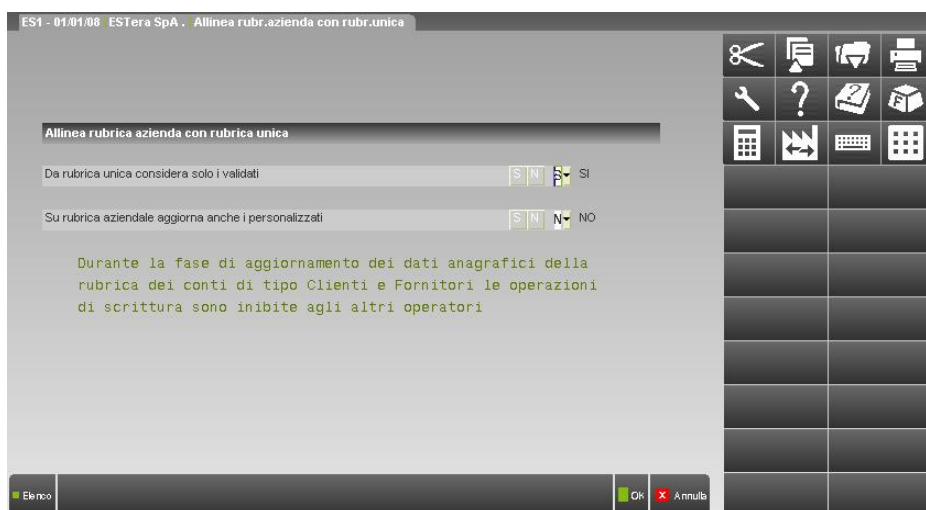 ES1 - 01/01/08 ESTera SpA . Allinea rubr.azienda con rubr.unica
Allinea rubrica azienda con rubrica unica
Da rubrica unica considera solo i validati S N S SI
Su rubrica aziendale aggiorna anche i personalizzati S N N NO
Durante la fase di aggiornamento dei dati anagrafici della
rubrica dei conti di tipo Clienti e Fornitori le operazioni
di scrittura sono inibite agli altri operatori
Elenco OK Annulla